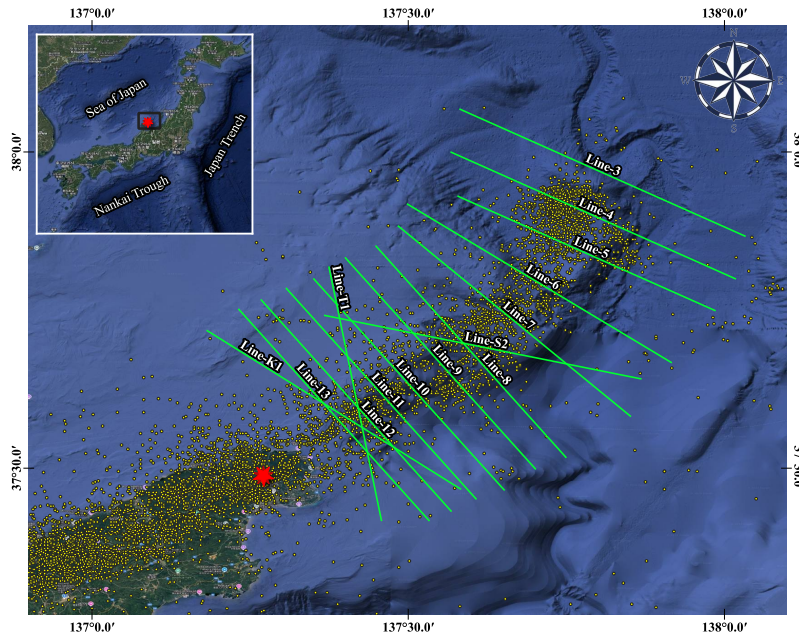 137°0.0′
137°30.0′
138°0.0′
N
W
E
S
Sea of Japan
Japan Trench
Nankai Trough
38°0.0′
Line-3
Line-4
Line-5
Line-6
Line-7
Line-T1
Line-S2
Line-K1
Line-13
Line-10
Line-9
Line-8
Line-11
Line-12
37°30.0′
137°0.0′
137°30.0′
138°0.0′